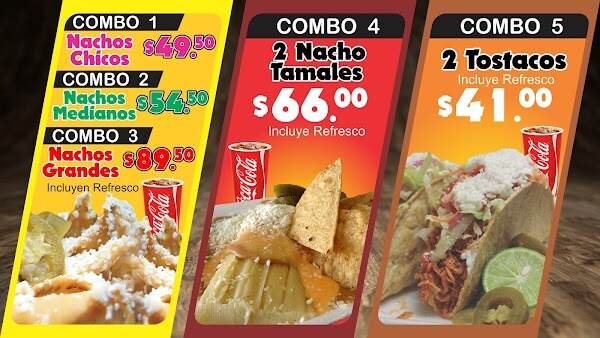 COMBO 1
Nachos
Chicos
$49.50
COMBO 2
Nachos
Medianos
$54.50
COMBO 3
Nachos
Grandes
$89.50
Incluyen Refresco
Coca-Cola
COMBO 4
2 Nacho
Tamales
$66.00
Incluye Refresco
Coca-Cola
COMBO 5
2 Tostacos
Incluye Refresco
$41.00
Coca-Cola